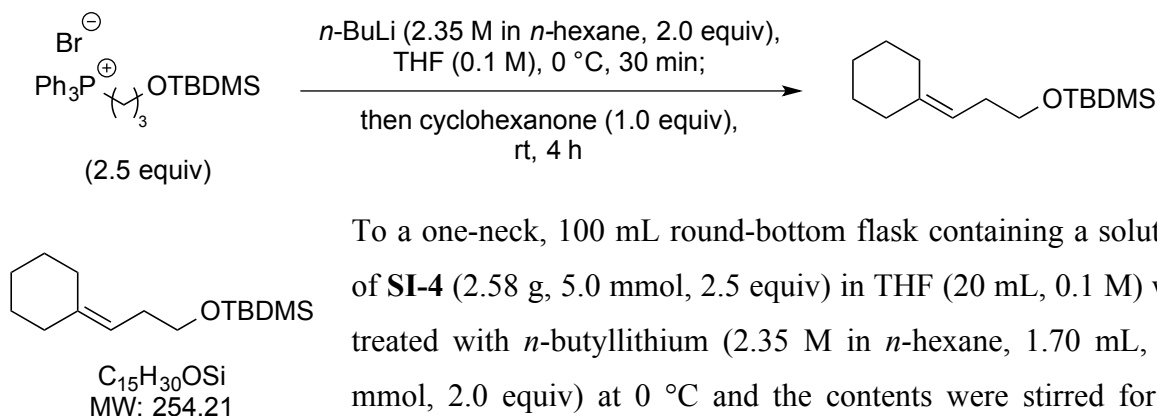 Br⊖
Ph3P⊕ ( )3 OTBDMS
(2.5 equiv)
n-BuLi (2.35 M in n-hexane, 2.0 equiv),
THF (0.1 M), 0 °C, 30 min;
then cyclohexanone (1.0 equiv),
rt, 4 h
OTBDMS
OTBDMS
C15H30OSi
MW: 254.21
To a one-neck, 100 mL round-bottom flask containing a solut
of SI-4 (2.58 g, 5.0 mmol, 2.5 equiv) in THF (20 mL, 0.1 M) w
treated with n-butyllithium (2.35 M in n-hexane, 1.70 mL,
mmol, 2.0 equiv) at 0 °C and the contents were stirred for